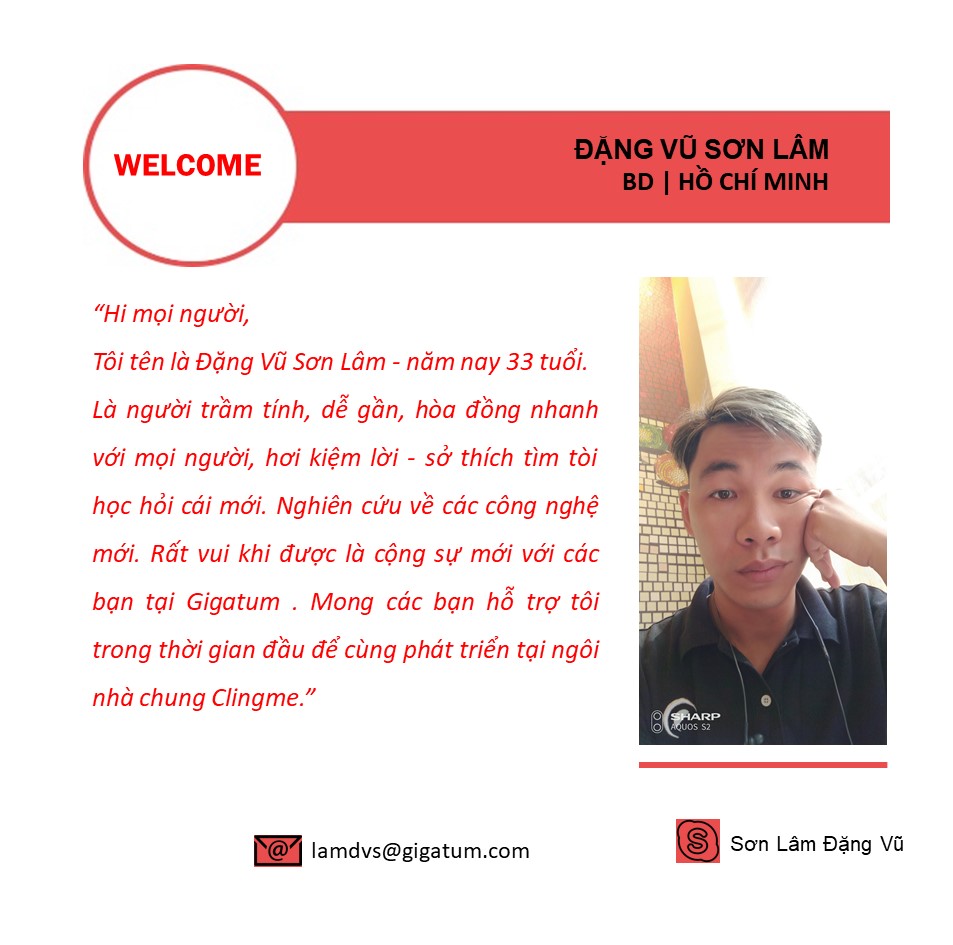 WELCOME
ĐẶNG VŨ SƠN LÂM
BD | HỒ CHÍ MINH
“Hi mọi người,
Tôi tên là Đặng Vũ Sơn Lâm - năm nay 33 tuổi.
Là người trầm tính, dễ gần, hòa đồng nhanh
với mọi người, hơi kiệm lời - sở thích tìm tòi
học hỏi cái mới. Nghiên cứu về các công nghệ
mới. Rất vui khi được là cộng sự mới với các
bạn tại Gigatum . Mong các bạn hỗ trợ tôi
trong thời gian đầu để cùng phát triển tại ngôi
nhà chung Clingme.”
SHARP
AQUOS S2
@ lamdvs@gigatum.com
S Sơn Lâm Đặng Vũ